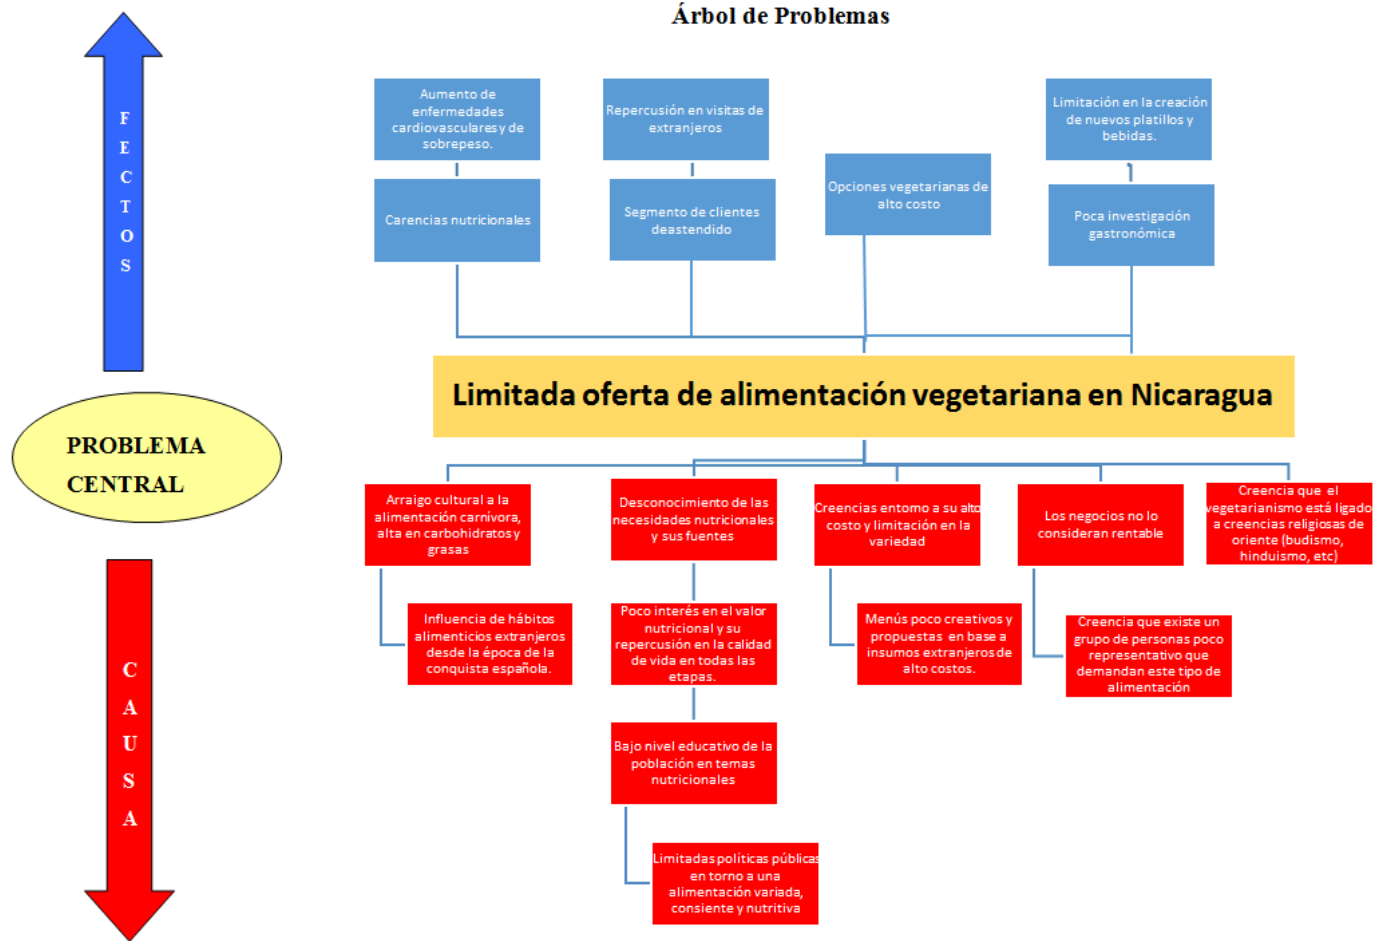 Árbol de Problemas
F
E
C
T
O
S
Aumento de
enfermedades
cardiovasculares y de
sobrepeso.
Repercusión en visitas de
extranjeros
Limitación en la creación
de nuevos platillos y
bebidas.
Carencias nutricionales
Segmento de clientes
deastendido
Opciones vegetarianas de
alto costo
Poca investigación
gastronómica
Limitada oferta de alimentación vegetariana en Nicaragua
PROBLEMA
CENTRAL
C
A
U
S
A
Arraigo cultural a la
alimentación carnívora,
alta en carbohidratos y
grasas
Desconocimiento de las
necesidades nutricionales
y sus fuentes
Creencias entomo a su alto
costo y limitación en la
variedad
Los negocios no lo
consideran rentable
Creencia que el
vegetarianismo está ligado
a creencias religiosas de
oriente (budismo,
hinduismo, etc)
Influencia de hábitos
alimenticios extranjeros
desde la época de la
conquista española.
Poco interés en el valor
nutricional y su
repercusión en la calidad
de vida en todas las
etapas.
Menús poco creativos y
propuestas en base a
insumos extranjeros de
alto costos.
Creencia que existe un
grupo de personas poco
representativo que
demandan este tipo de
alimentación
Bajo nivel educativo de la
población en temas
nutricionales
Limitadas políticas públicas
en torno a una
alimentación variada,
consiente y nutritiva